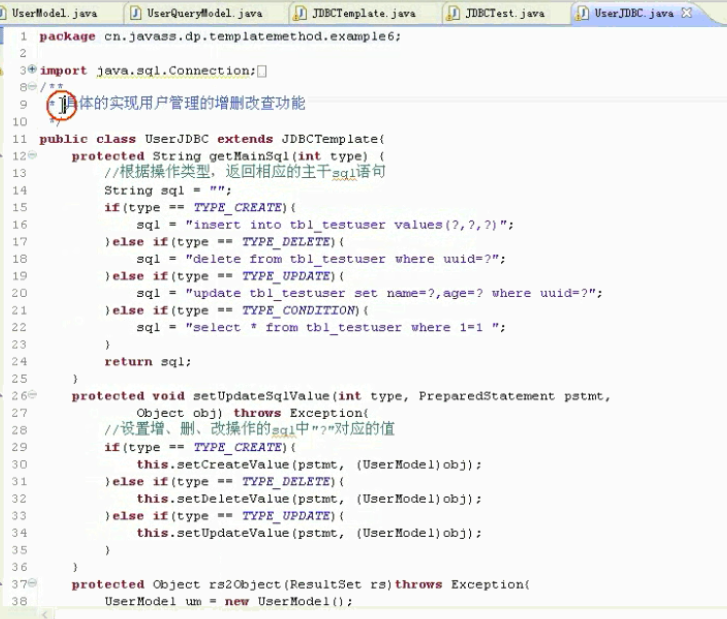 UserModel.java UserQueryModel.java JDBCTemplate.java JDBCTest.java UserJDBC.java
1 package cn.javass.dp.templatemethod.example6;
2
3 import java.sql.Connection;
8 /**
9 * 具体的实现用户管理的增删改查功能
10 */
11 public class UserJDBC extends JDBCTemplate{
12 protected String getMainSql(int type) {
13 //根据操作类型，返回相应的主干sql语句
14 String sql = "";
15 if(type == TYPE_CREATE){
16 sql = "insert into tbl_testuser values(?,?,?)";
17 }else if(type == TYPE_DELETE){
18 sql = "delete from tbl_testuser where uuid=?";
19 }else if(type == TYPE_UPDATE){
20 sql = "update tbl_testuser set name=?,age=? where uuid=?";
21 }else if(type == TYPE_CONDITION){
22 sql = "select * from tbl_testuser where 1=1 ";
23 }
24 return sql;
25 }
26 protected void setUpdateSqlValue(int type, PreparedStatement pstmt,
27 Object obj) throws Exception{
28 //设置增、删、改操作的sql中"?"对应的值
29 if(type == TYPE_CREATE){
30 this.setCreateValue(pstmt, (UserModel)obj);
31 }else if(type == TYPE_DELETE){
32 this.setDeleteValue(pstmt, (UserModel)obj);
33 }else if(type == TYPE_UPDATE){
34 this.setUpdateValue(pstmt, (UserModel)obj);
35 }
36 }
37 protected Object rs2Object(ResultSet rs)throws Exception{
38 UserModel um = new UserModel();